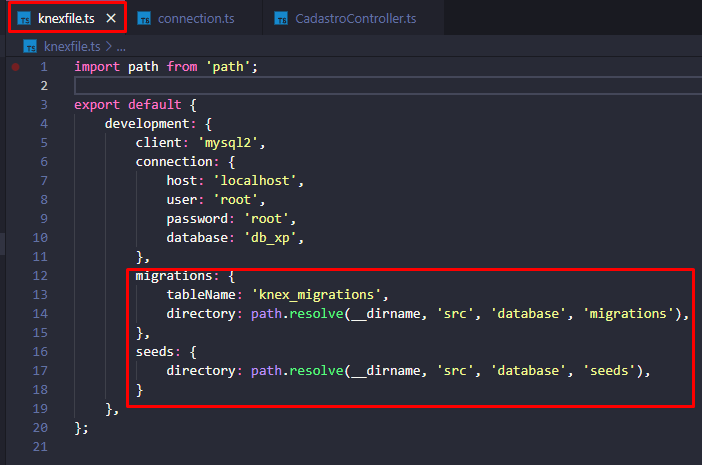 TS knexfile.ts × TS connection.ts TS CadastroController.ts
TS knexfile.ts > ...
1 import path from 'path';
2
3 export default {
4 development: {
5 client: 'mysql2',
6 connection: {
7 host: 'localhost',
8 user: 'root',
9 password: 'root',
10 database: 'db_xp',
11 },
12 migrations: {
13 tableName: 'knex_migrations',
14 directory: path.resolve(__dirname, 'src', 'database', 'migrations'),
15 },
16 seeds: {
17 directory: path.resolve(__dirname, 'src', 'database', 'seeds'),
18 }
19 },
20 };
21